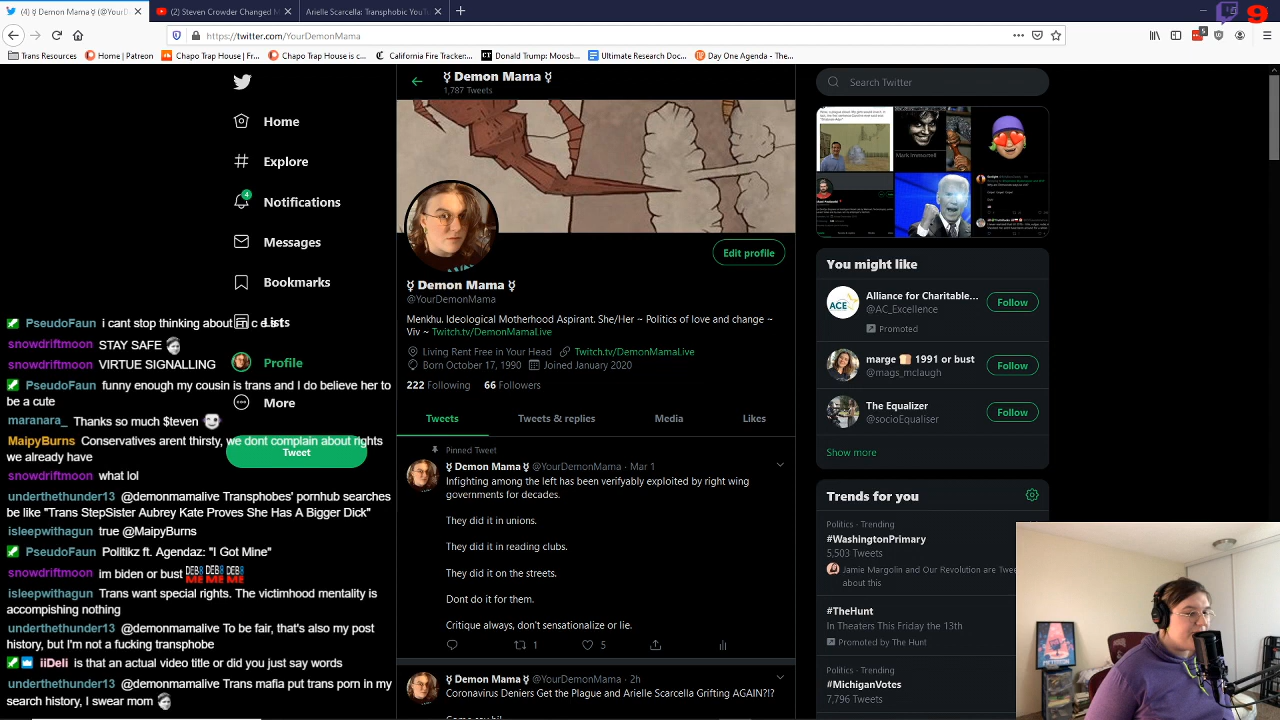 (4) ☿ Demon Mama ☿ (@YourD
(2) Steven Crowder Changed M
Arielle Scarcella: Transphobic YouT
9
https://twitter.com/YourDemonMama
Trans Resources
Chapo Trap House | Fr...
Home | Patreon
Chapo Trap House is c...
California Fire Tracker...
Donald Trump: Moosb...
Ultimate Research Doc...
Day One Agenda - The...
☿ Demon Mama ☿
1,787 Tweets
Search Twitter
Home
Explore
4
Notifications
Messages
Bookmarks
Lists
Profile
More
Tweet
PseudoFaun i cant stop thinking about
snowdriftmoon STAY SAFE
snowdriftmoon VIRTUE SIGNALLING
PseudoFaun funny enough my cousin is trans and I do believe her to
be a cute
maranara_ Thanks so much $teven
MaipyBurns Conservatives arent thirsty, we dont complain about rights
we already have
snowdriftmoon what lol
underthethunder13 @demonmamalive Transphobes' pornhub searches
be like "Trans StepSister Aubrey Kate Proves She Has A Bigger Dick"
isleepwithagun true @MaipyBurns
PseudoFaun Politikz ft. Agendaz: "I Got Mine"
snowdriftmoon im biden or bust
isleepwithagun Trans want special rights. The victimhood mentality is
accompishing nothing
underthethunder13 @demonmamalive To be fair, that's also my post
history, but I'm not a fucking transphobe
iiDeli is that an actual video title or did you just say words
underthethunder13 @demonmamalive Trans mafia put trans porn in my
search history, I swear mom
Edit profile
☿ Demon Mama ☿
@YourDemonMama
Menkhu. Ideological Motherhood Aspirant. She/Her ~ Politics of love and change ~
Viv ~ Twitch.tv/DemonMamaLive
Living Rent Free in Your Head Twitch.tv/DemonMamaLive
Born October 17, 1990 Joined January 2020
222 Following 66 Followers
Tweets Tweets & replies Media Likes
Pinned Tweet
☿ Demon Mama ☿ @YourDemonMama · Mar 1
Infighting among the left has been verifyably exploited by right wing
governments for decades.
They did it in unions.
They did it in reading clubs.
They did it on the streets.
Dont do it for them.
Critique always, don't sensationalize or lie.
1 5
☿ Demon Mama ☿ @YourDemonMama · 2h
Coronavirus Deniers Get the Plague and Arielle Scarcella Grifting AGAIN?!?
Mark Immortell
You might like
Alliance for Charitable...
@AC_Excellence
Promoted
Follow
marge 🍞 1991 or bust
@mags_mclaugh
Follow
The Equalizer
@socioEqualiser
Follow
Show more
Trends for you
Politics · Trending
#WashingtonPrimary
5,503 Tweets
Jamie Margolin and Our Revolution are Twee
about this
#TheHunt
In Theaters This Friday the 13th
Promoted by The Hunt
Politics · Trending
#MichiganVotes
7,796 Tweets